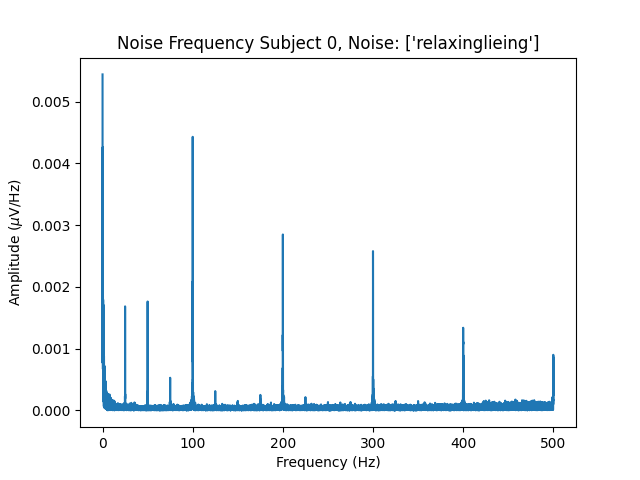 Noise Frequency Subject 0, Noise: ['relaxinglieing']
0.005
0.004
0.003
0.002
0.001
0.000
Amplitude (μV/Hz)
0 100 200 300 400 500
Frequency (Hz)